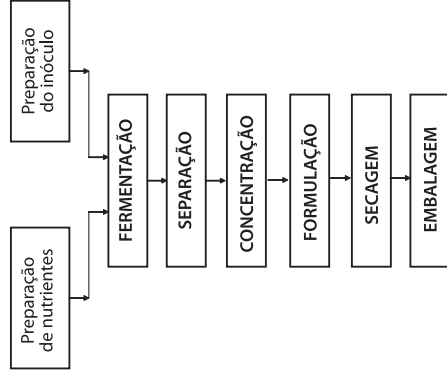 Preparação
de nutrientes
Preparação
do inóculo
FERMENTAÇÃO
SEPARAÇÃO
CONCENTRAÇÃO
FORMULAÇÃO
SECAGEM
EMBALAGEM